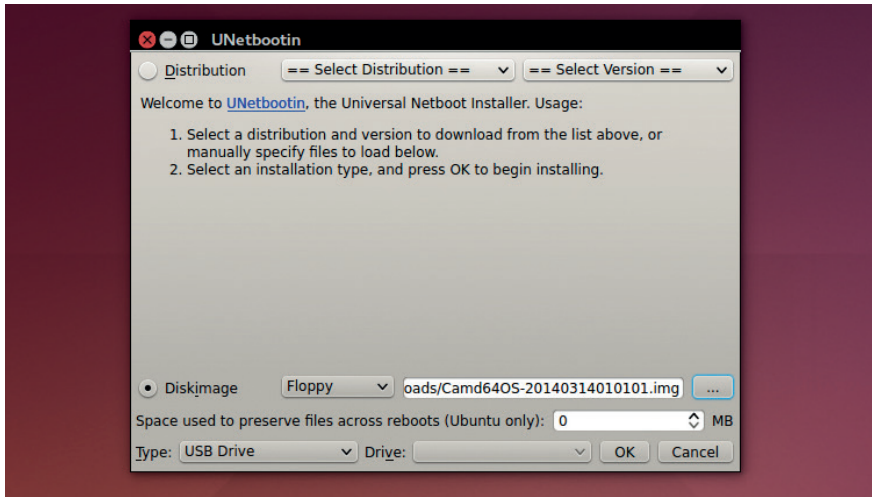 UNetbootin
Distribution == Select Distribution == == Select Version ==
Welcome to UNetbootin, the Universal Netboot Installer. Usage:
1. Select a distribution and version to download from the list above, or
manually specify files to load below.
2. Select an installation type, and press OK to begin installing.
Diskimage Floppy oads/Camd64OS-20140314010101.img ...
Space used to preserve files across reboots (Ubuntu only): 0 MB
Type: USB Drive Drive: OK Cancel